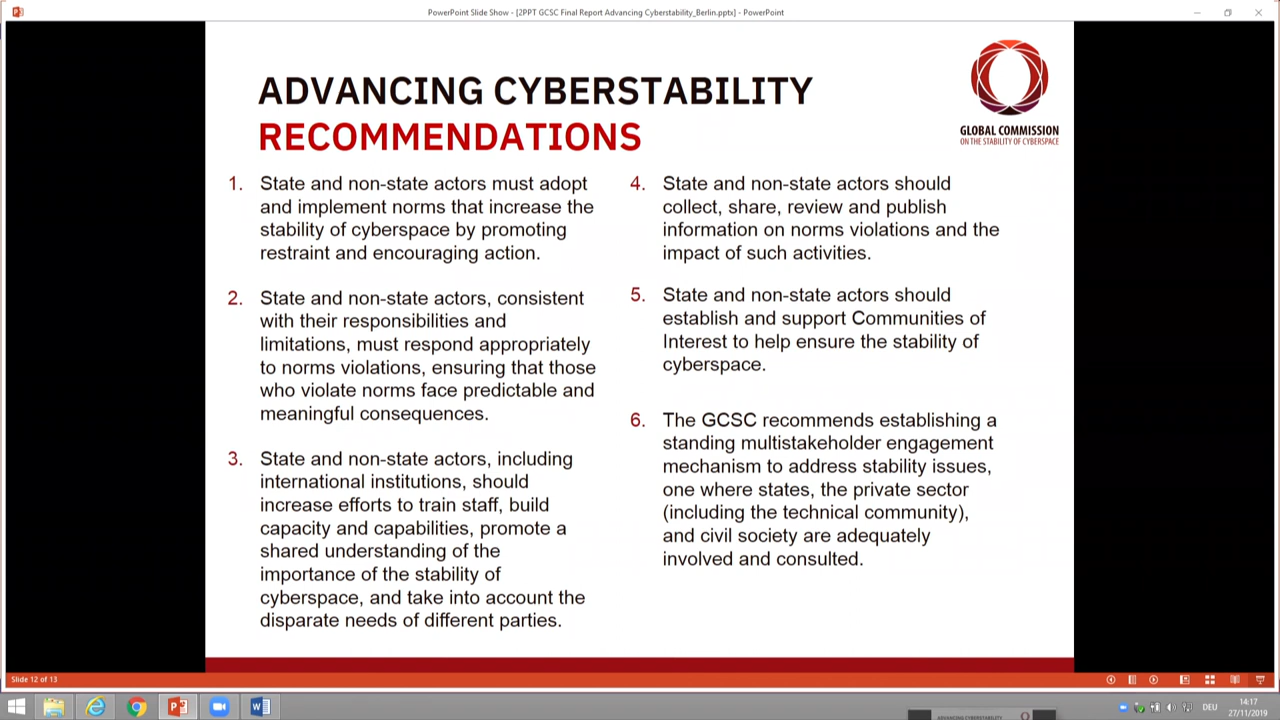 PowerPoint Slide Show - [2PPT GCSC Final Report Advancing Cyberstability_Berlin.pptx] - PowerPoint
ADVANCING CYBERSTABILITY
RECOMMENDATIONS
GLOBAL COMMISSION
ON THE STABILITY OF CYBERSPACE
1. State and non-state actors must adopt
and implement norms that increase the
stability of cyberspace by promoting
restraint and encouraging action.
2. State and non-state actors, consistent
with their responsibilities and
limitations, must respond appropriately
to norms violations, ensuring that those
who violate norms face predictable and
meaningful consequences.
3. State and non-state actors, including
international institutions, should
increase efforts to train staff, build
capacity and capabilities, promote a
shared understanding of the
importance of the stability of
cyberspace, and take into account the
disparate needs of different parties.
4. State and non-state actors should
collect, share, review and publish
information on norms violations and the
impact of such activities.
5. State and non-state actors should
establish and support Communities of
Interest to help ensure the stability of
cyberspace.
6. The GCSC recommends establishing a
standing multistakeholder engagement
mechanism to address stability issues,
one where states, the private sector
(including the technical community),
and civil society are adequately
involved and consulted.
Slide 12 of 13
DEU
14:17
27/11/2019
ADVANCING CYBERSTABILITY